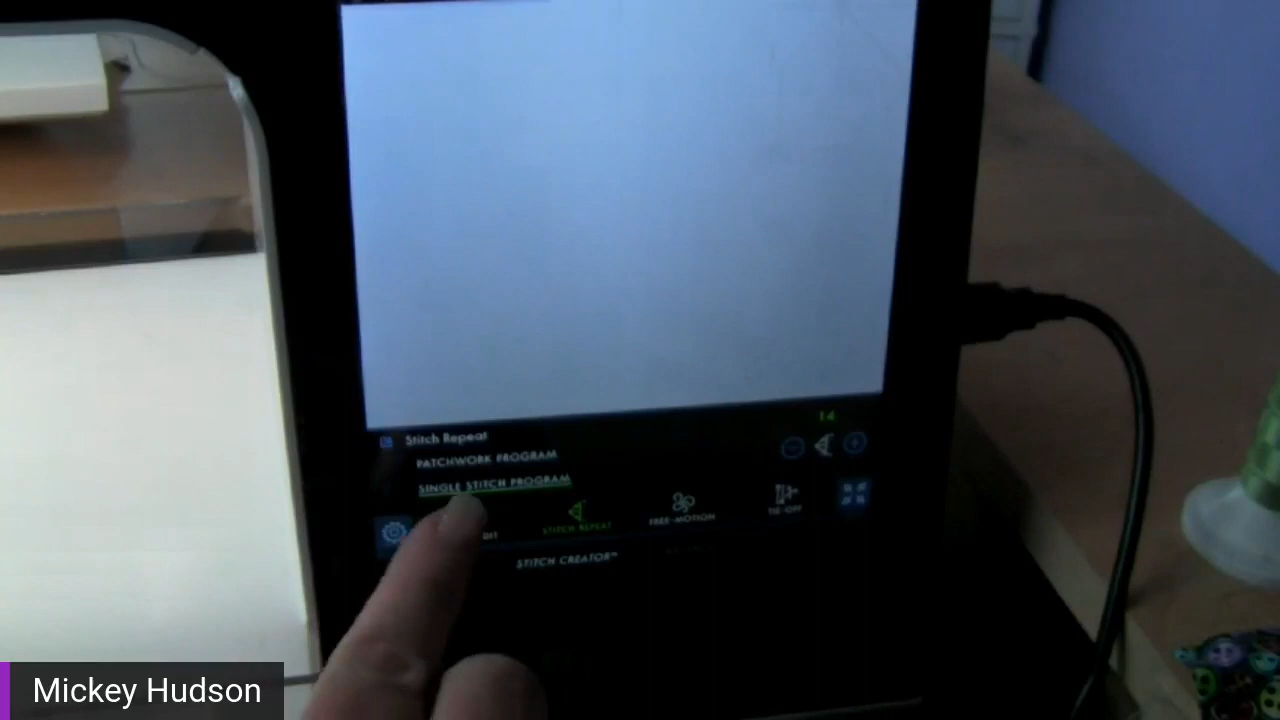 14
Stitch Repeat
PATCHWORK PROGRAM
SINGLE STITCH PROGRAM
STITCH REPEAT
FREE-MOTION
TIE-OFF
STITCH CREATOR™
Mickey Hudson